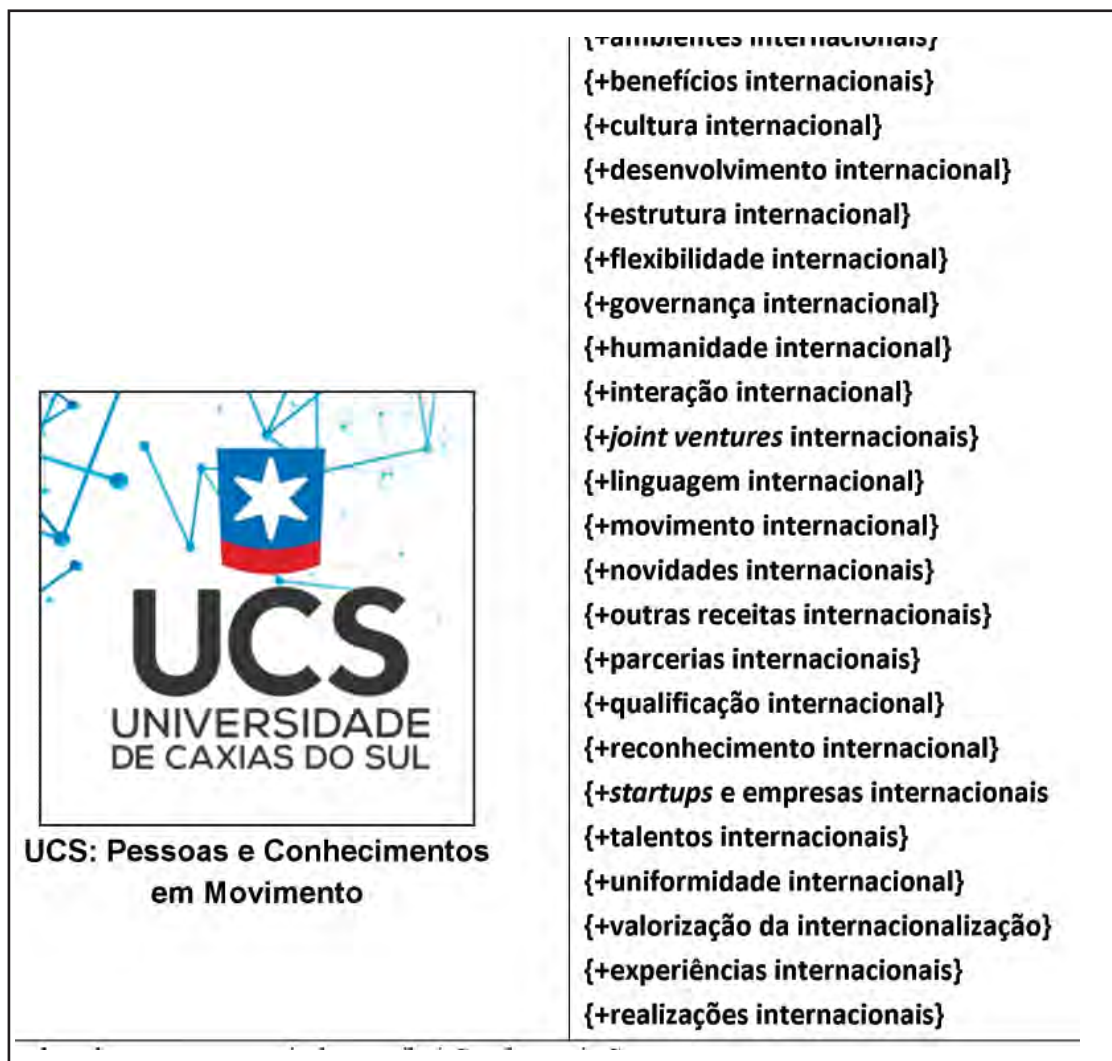 {+ambientes internacionais}
{+benefícios internacionais}
{+cultura internacional}
{+desenvolvimento internacional}
{+estrutura internacional}
{+flexibilidade internacional}
{+governança internacional}
{+humanidade internacional}
{+interação internacional}
{+joint ventures internacionais}
{+linguagem internacional}
{+movimento internacional}
{+novidades internacionais}
{+outras receitas internacionais}
{+parcerias internacionais}
{+qualificação internacional}
{+reconhecimento internacional}
{+startups e empresas internacionais
{+talentos internacionais}
{+uniformidade internacional}
{+valorização da internacionalização}
{+experiências internacionais}
{+realizações internacionais}
UCS
UNIVERSIDADE
DE CAXIAS DO SUL
UCS: Pessoas e Conhecimentos
em Movimento